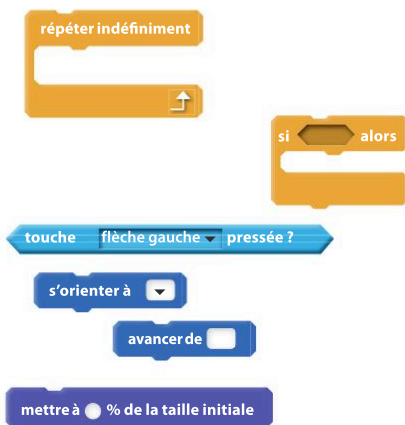 répéter indéfiniment
si alors
touche flèche gauche pressée ?
s'orienter à
avancer de
mettre à % de la taille initiale